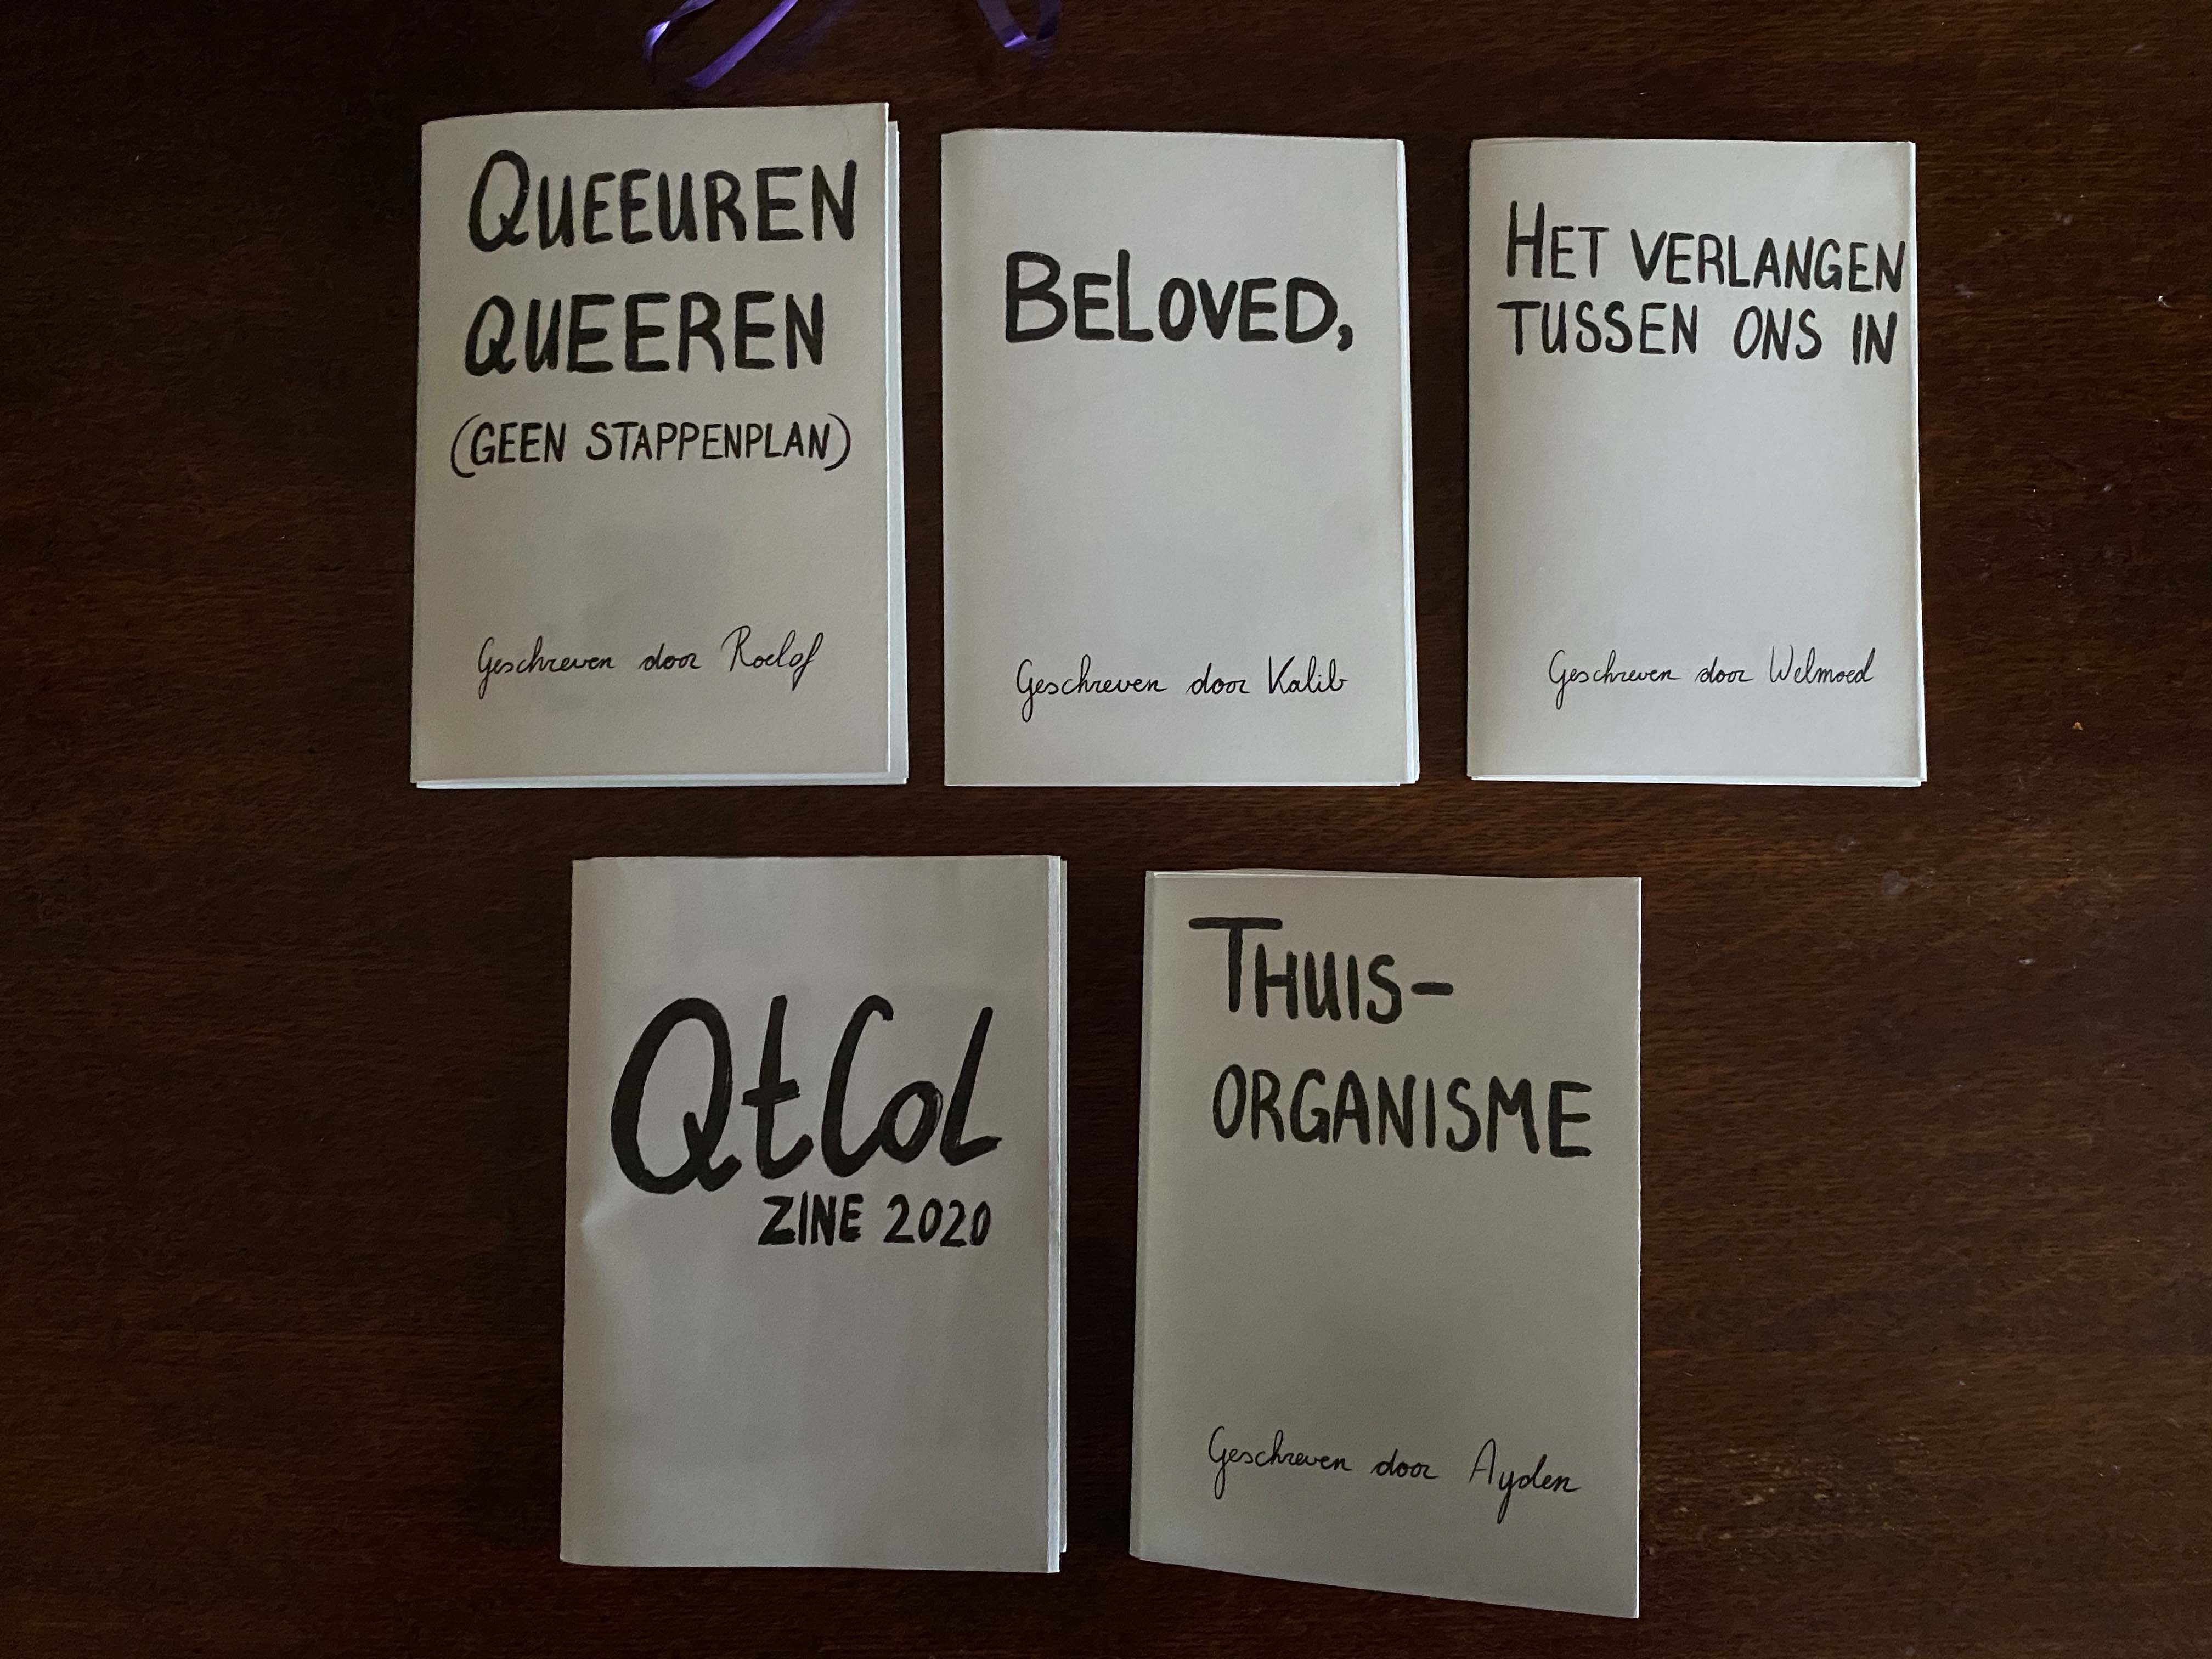 QUEEUREN
QUEEREN
(GEEN STAPPENPLAN)
Geschreven door Roelof
BELOVED,
Geschreven door Kalib
HET VERLANGEN
TUSSEN ONS IN
Geschreven door Welmoed
QtCoL
ZINE 2020
THUIS-
ORGANISME
Geschreven door Ayden